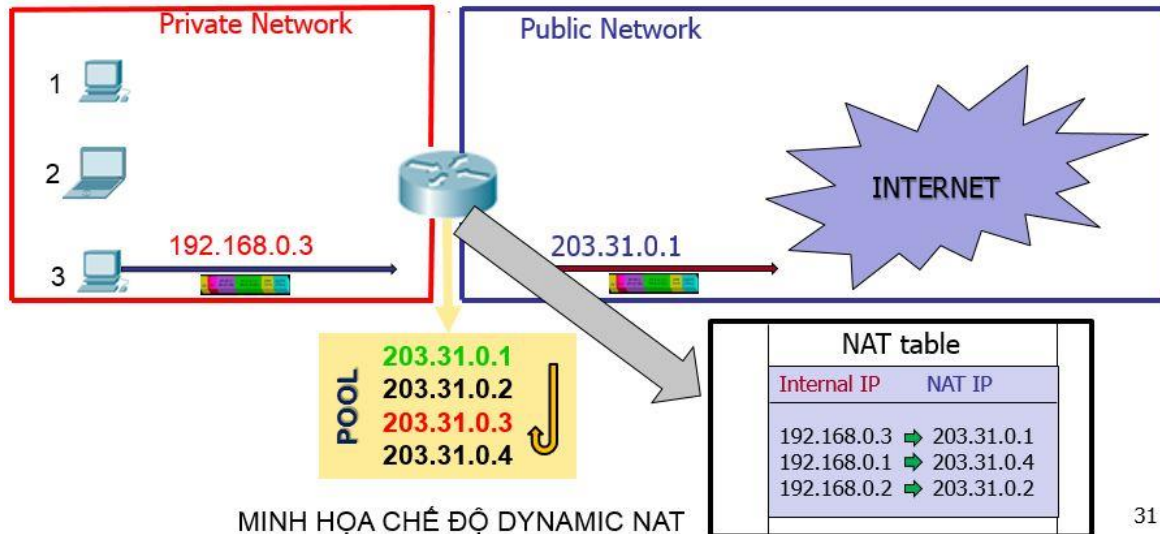 Private Network
Public Network
1
2
3
192.168.0.3
203.31.0.1
INTERNET
POOL
203.31.0.1
203.31.0.2
203.31.0.3
203.31.0.4
NAT table
Internal IP NAT IP
192.168.0.3 203.31.0.1
192.168.0.1 203.31.0.4
192.168.0.2 203.31.0.2
MINH HỌA CHẾ ĐỘ DYNAMIC NAT
31